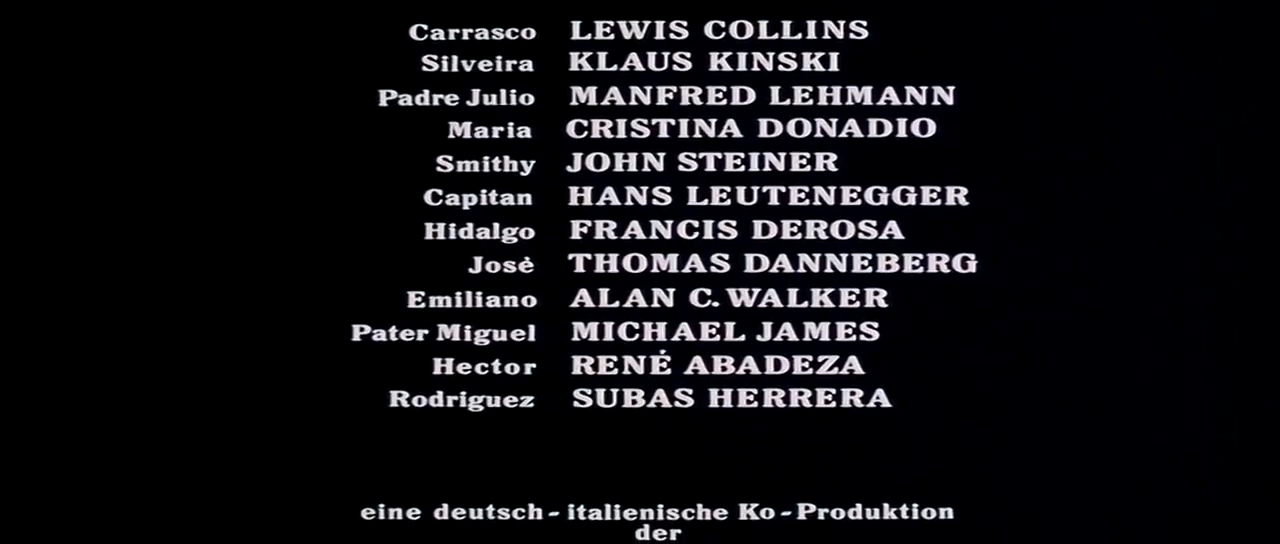 Carrasco LEWIS COLLINS
Silveira KLAUS KINSKI
Padre Julio MANFRED LEHMANN
Maria CRISTINA DONADIO
Smithy JOHN STEINER
Capitan HANS LEUTENEGGER
Hidalgo FRANCIS DEROSA
Josė THOMAS DANNEBERG
Emiliano ALAN C. WALKER
Pater Miguel MICHAEL JAMES
Hector RENÉ ABADEZA
Rodriguez SUBAS HERRERA
eine deutsch-italienische Ko-Produktion
der